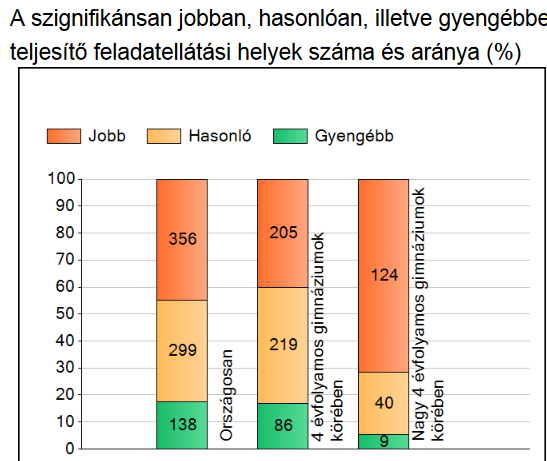 A szignifikánsan jobban, hasonlóan, illetve gyengébbe
teljesítő feladatellátási helyek száma és aránya (%)
Jobb
Hasonló
Gyengébb
100
90
80
70
60
50
40
30
20
10
0
356
299
138
Országosan
205
219
86
4 évfolyamos gimnáziumok
körében
124
40
9
Nagy 4 évfolyamos gimnáziumok
körében